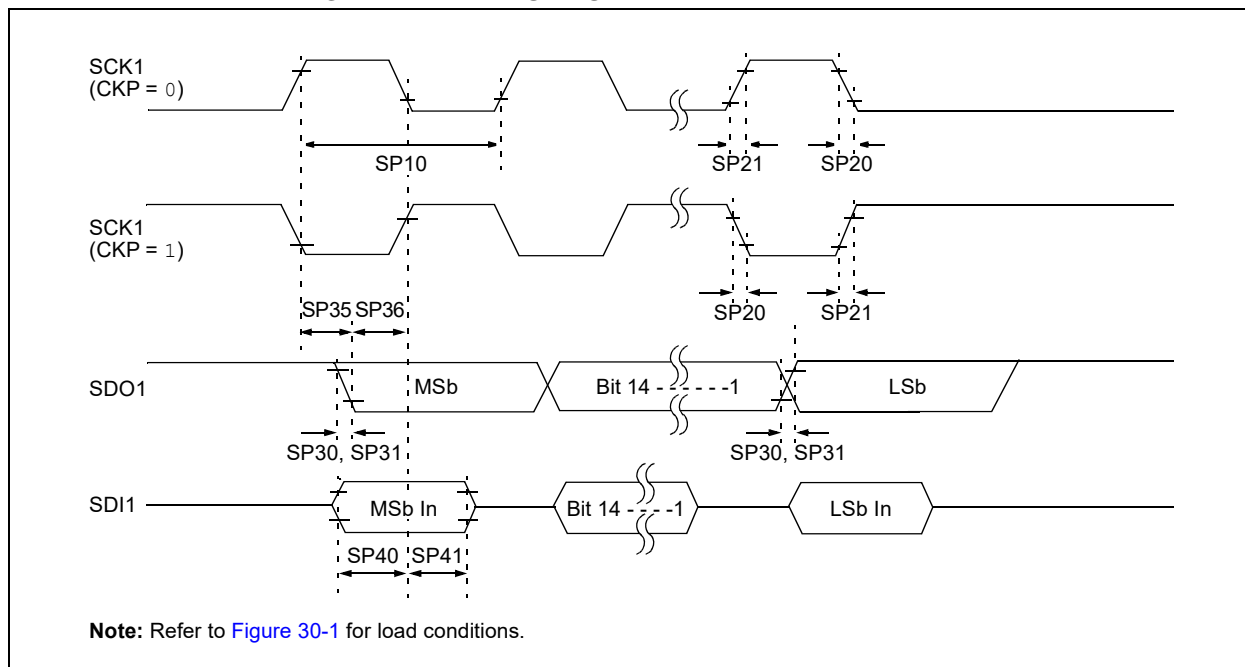 SCK1
(CKP = 0)
SP10
SP21
SP20
SCK1
(CKP = 1)
SP35 SP36
SP20
SP21
SDO1
MSb
Bit 14 - - - - - -1
LSb
SP30, SP31
SP30, SP31
SDI1
MSb In
Bit 14 - - - -1
LSb In
SP40 SP41
Note: Refer to Figure 30-1 for load conditions.